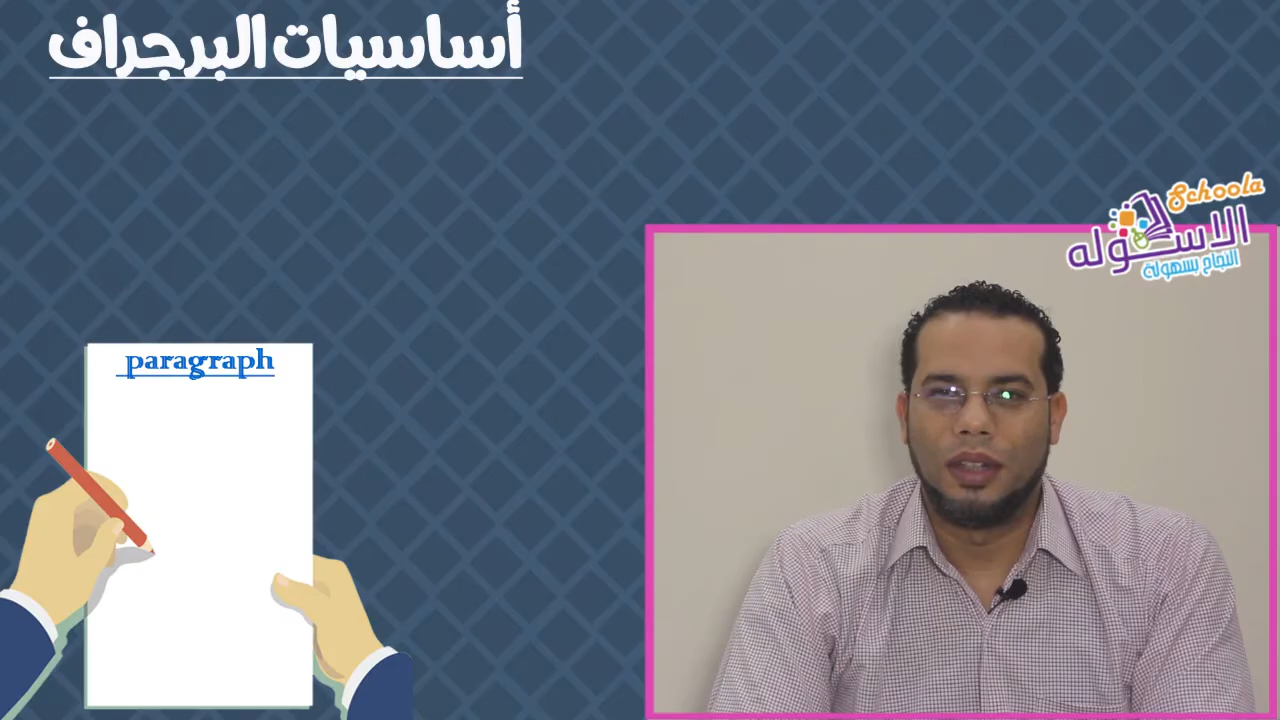 أساسيات البرجراف
Schoola
الاسكوله
النجاح بسهولة
paragraph